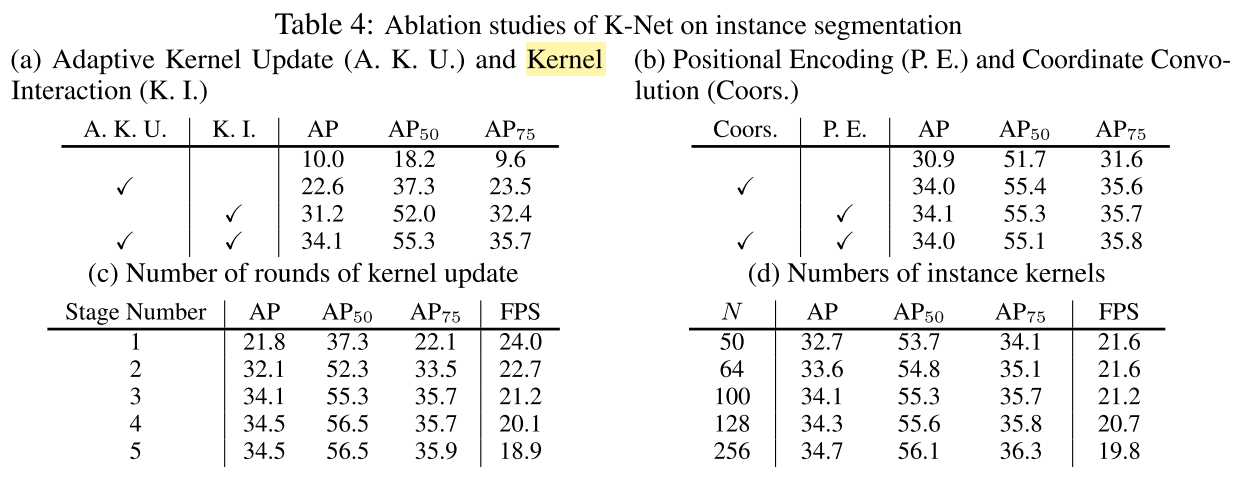 Table 4: Ablation studies of K-Net on instance segmentation
(a) Adaptive Kernel Update (A. K. U.) and Kernel
Interaction (K. I.)
A. K. U. K. I. AP AP50 AP75
10.0 18.2 9.6
✓ 22.6 37.3 23.5
✓ 31.2 52.0 32.4
✓ ✓ 34.1 55.3 35.7
(b) Positional Encoding (P. E.) and Coordinate Convo-
lution (Coors.)
Coors. P. E. AP AP50 AP75
30.9 51.7 31.6
✓ 34.0 55.4 35.6
✓ 34.1 55.3 35.7
✓ ✓ 34.0 55.1 35.8
(c) Number of rounds of kernel update
Stage Number AP AP50 AP75 FPS
1 21.8 37.3 22.1 24.0
2 32.1 52.3 33.5 22.7
3 34.1 55.3 35.7 21.2
4 34.5 56.5 35.7 20.1
5 34.5 56.5 35.9 18.9
(d) Numbers of instance kernels
N AP AP50 AP75 FPS
50 32.7 53.7 34.1 21.6
64 33.6 54.8 35.1 21.6
100 34.1 55.3 35.7 21.2
128 34.3 55.6 35.8 20.7
256 34.7 56.1 36.3 19.8